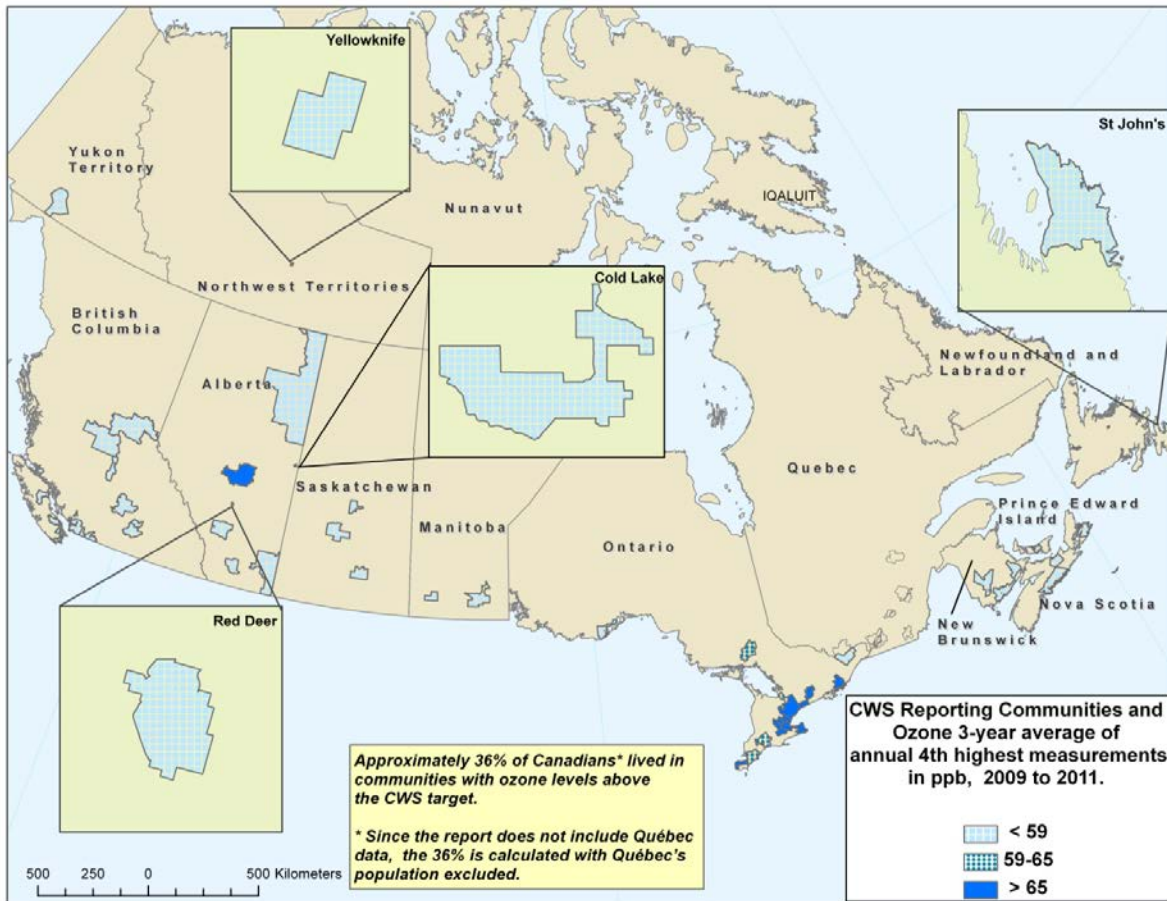 Yellowknife
St John's
Yukon
Territory
IQALUIT
Nunavut
Cold Lake
Northwest Territories
British
Columbia
Newfoundland and
Labrador
Alberta
Quebec
Saskatchewan
Prince Edward
Island
Manitoba
Ontario
Nova Scotia
Red Deer
New
Brunswick
CWS Reporting Communities and
Ozone 3-year average of
annual 4th highest measurements
in ppb, 2009 to 2011.
< 59
59-65
> 65
Approximately 36% of Canadians* lived in
communities with ozone levels above
the CWS target.
* Since the report does not include Québec
data, the 36% is calculated with Québec's
population excluded.
500 250 0 500 Kilometers